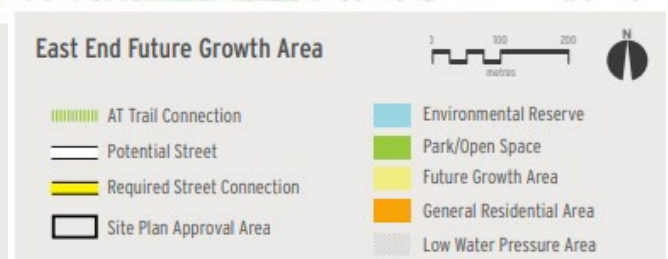 East End Future Growth Area
0 100 200
metres
N
AT Trail Connection
Potential Street
Required Street Connection
Site Plan Approval Area
Environmental Reserve
Park/Open Space
Future Growth Area
General Residential Area
Low Water Pressure Area